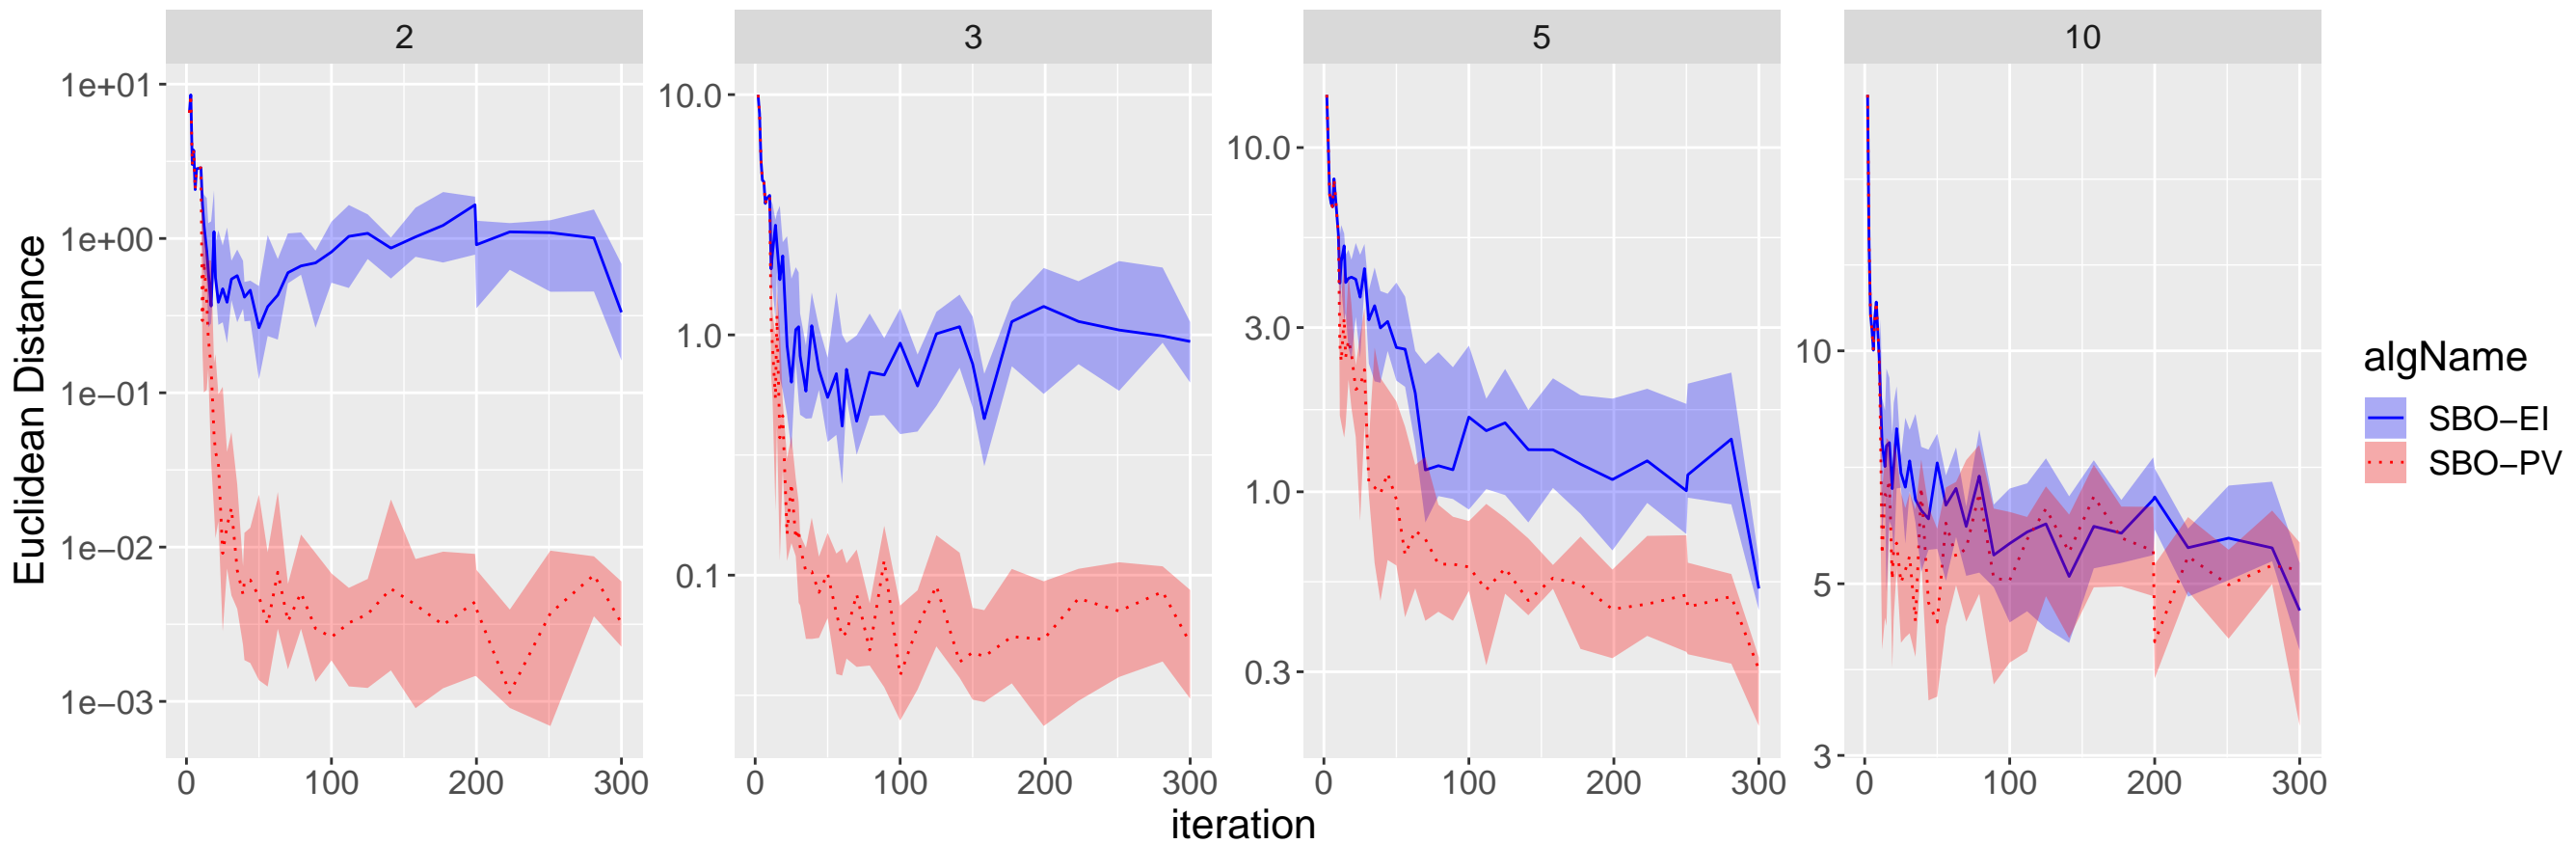 2
3
5
10
Euclidean Distance
1e+01
1e+00
1e−01
1e−02
1e−03
10.0
1.0
0.1
10.0
3.0
1.0
0.3
10
5
3
0 100 200 300
0 100 200 300
0 100 200 300
0 100 200 300
iteration
algName
SBO−EI
SBO−PV